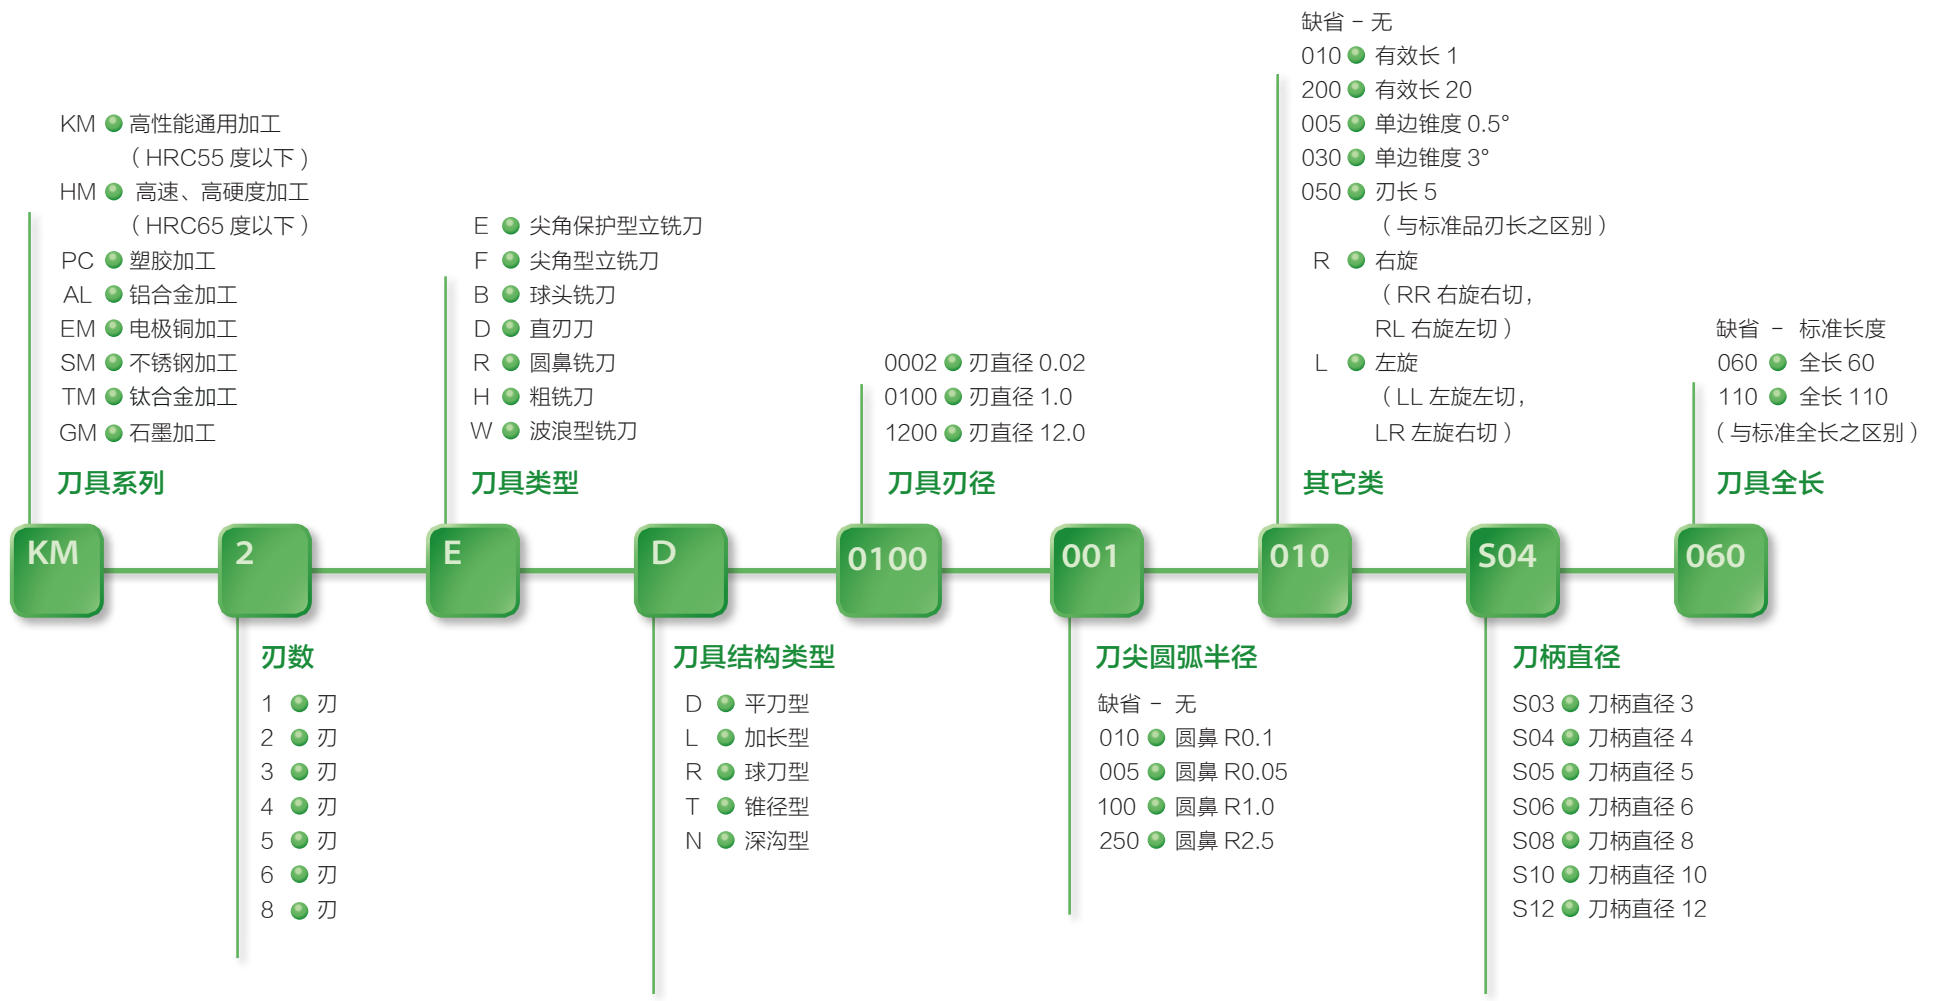 KM 高性能通用加工
（HRC55 度以下）
HM 高速、高硬度加工
（HRC65 度以下）
PC 塑胶加工
AL 铝合金加工
EM 电极铜加工
SM 不锈钢加工
TM 钛合金加工
GM 石墨加工
刀具系列
E 尖角保护型立铣刀
F 尖角型立铣刀
B 球头铣刀
D 直刃刀
R 圆鼻铣刀
H 粗铣刀
W 波浪型铣刀
刀具类型
0002 刃直径 0.02
0100 刃直径 1.0
1200 刃直径 12.0
刀具刃径
缺省 - 无
010 有效长 1
200 有效长 20
005 单边锥度 0.5°
030 单边锥度 3°
050 刃长 5
（与标准品刃长之区别）
R 右旋
（RR 右旋右切，
RL 右旋左切）
L 左旋
（LL 左旋左切，
LR 左旋右切）
其它类
缺省 - 标准长度
060 全长 60
110 全长 110
（与标准全长之区别）
刀具全长
KM 2 E D 0100 001 010 S04 060
刃数
1 刃
2 刃
3 刃
4 刃
5 刃
6 刃
8 刃
刀具结构类型
D 平刀型
L 加长型
R 球刀型
T 锥径型
N 深沟型
刀尖圆弧半径
缺省 - 无
010 圆鼻 R0.1
005 圆鼻 R0.05
100 圆鼻 R1.0
250 圆鼻 R2.5
刀柄直径
S03 刀柄直径 3
S04 刀柄直径 4
S05 刀柄直径 5
S06 刀柄直径 6
S08 刀柄直径 8
S10 刀柄直径 10
S12 刀柄直径 12